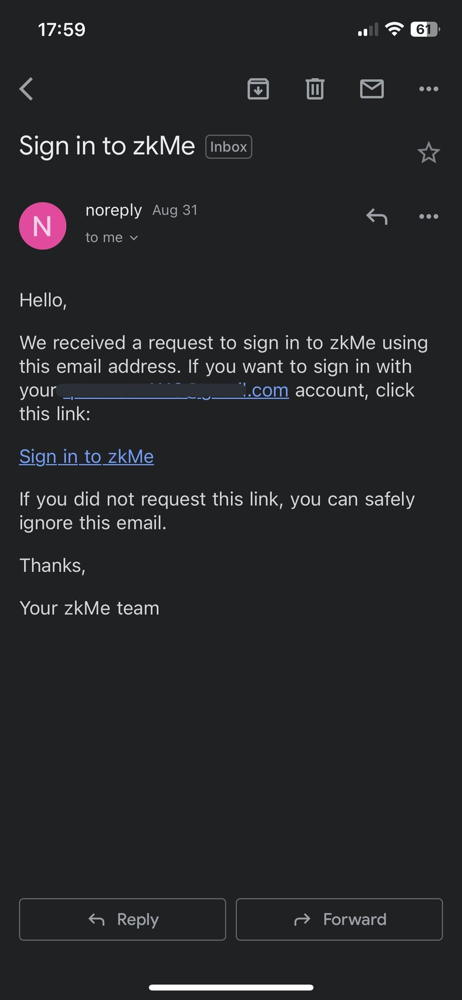 17:59
61
Sign in to zkMe Inbox
N
noreply Aug 31
to me
Hello,
We received a request to sign in to zkMe using
this email address. If you want to sign in with
your .com account, click
this link:
Sign in to zkMe
If you did not request this link, you can safely
ignore this email.
Thanks,
Your zkMe team
Reply
Forward